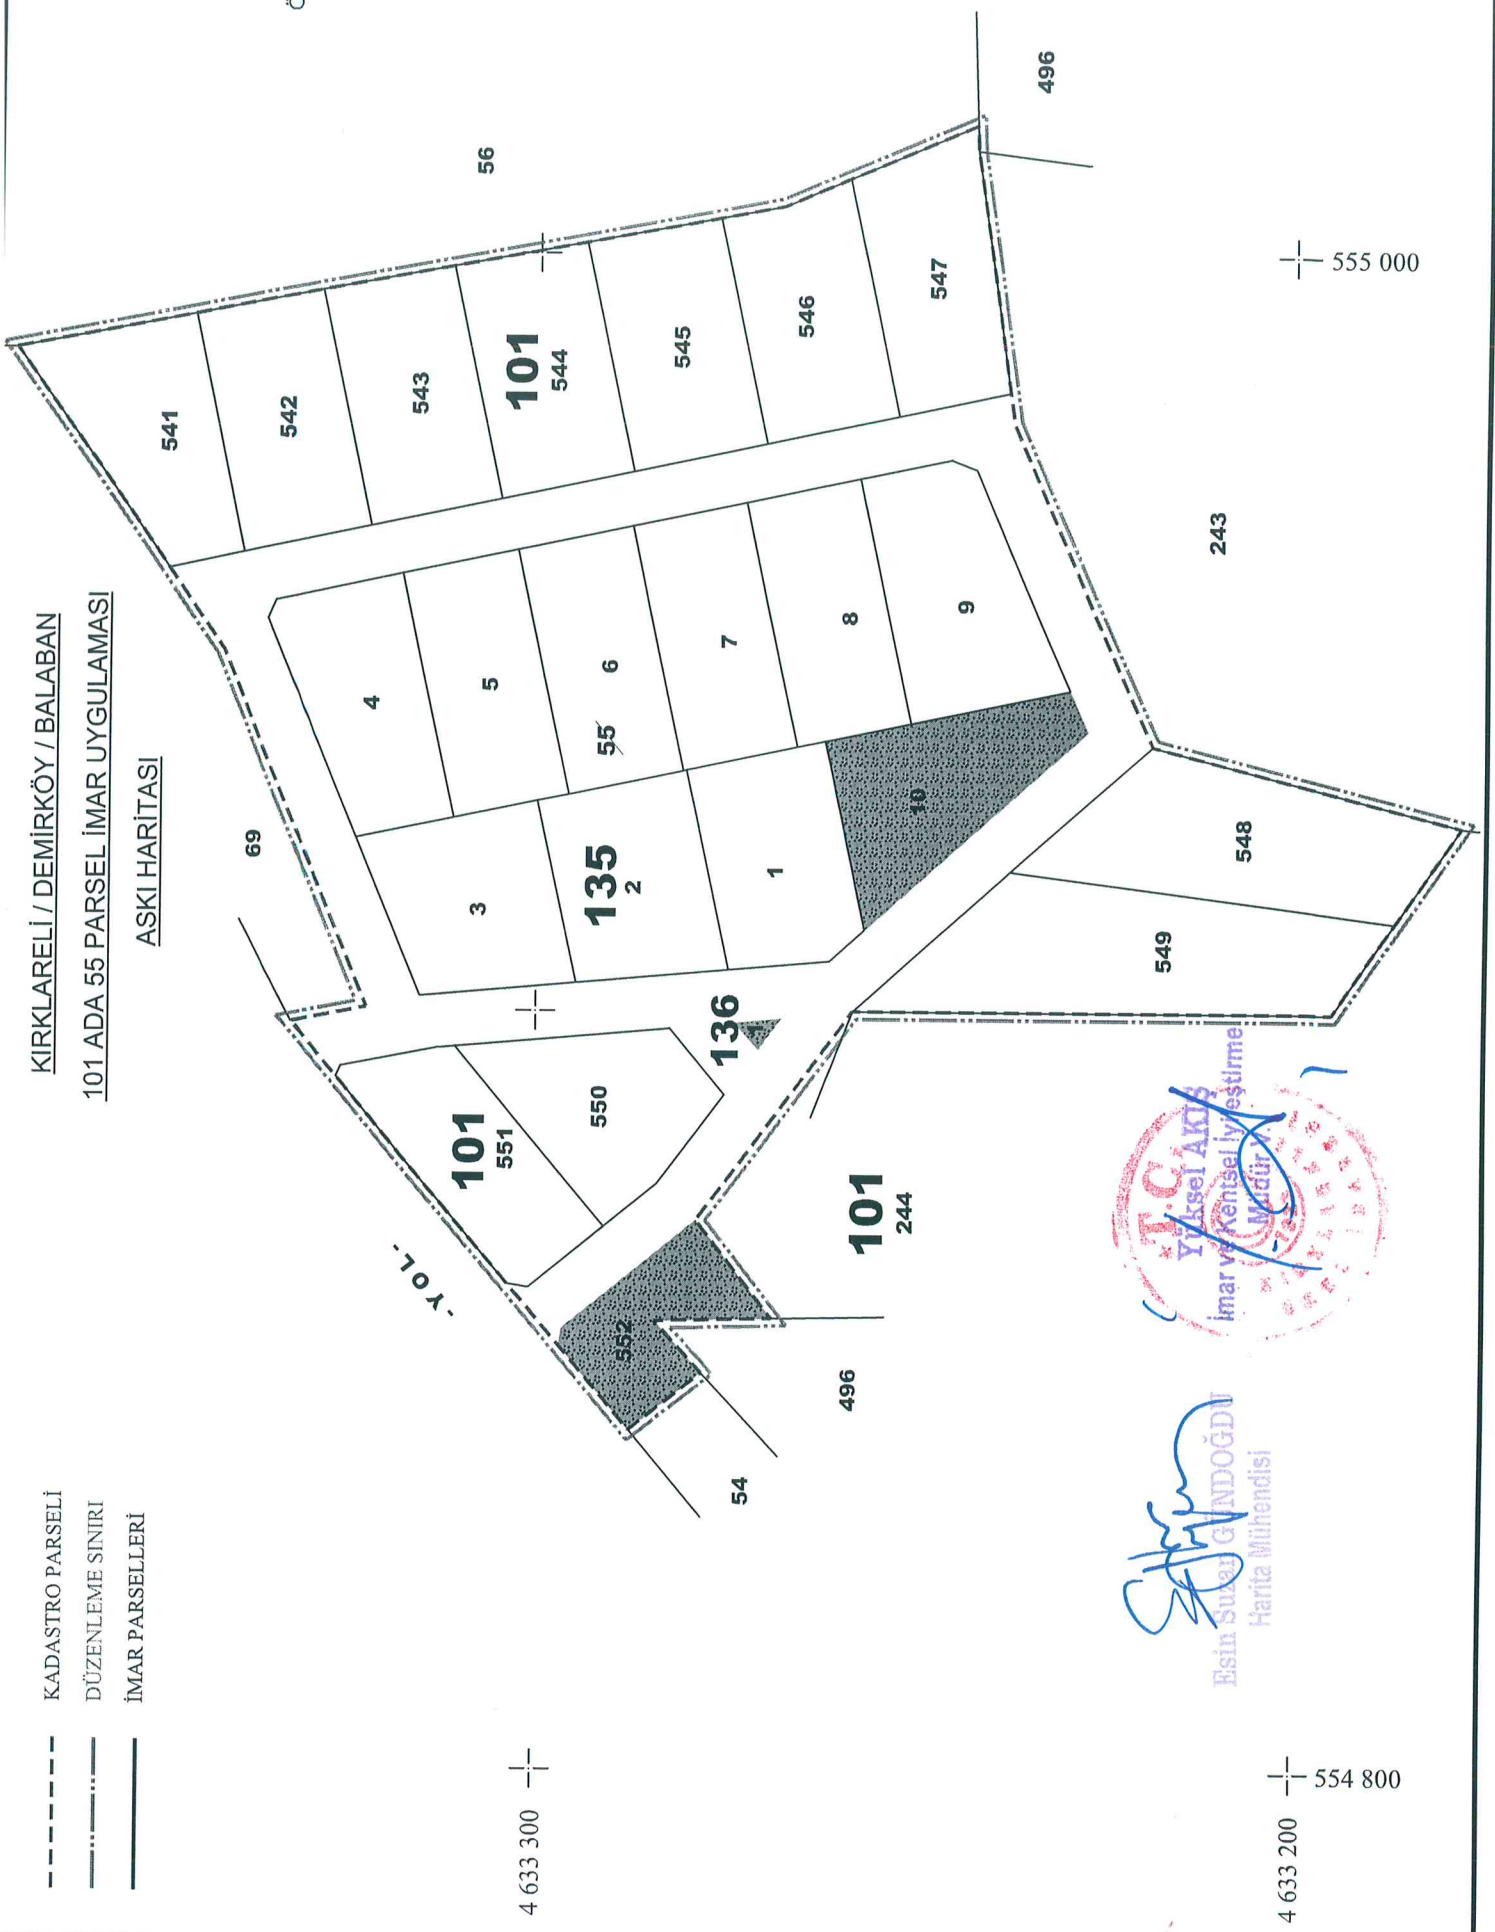 KIRKLARELİ / DEMİRKÖY / BALABAN
101 ADA 55 PARSEL İMAR UYGULAMASI
ASKI HARİTASI
KADASTRO PARSELİ
DÜZENLEME SINIRI
İMAR PARSELLERİ
-YOL-
69
56
496
541
542
543
101
544
545
546
547
4
5
6
55
7
8
9
3
135
2
1
10
136
1
101
551
550
552
54
496
101
244
549
548
243
4 633 300
4 633 200
554 800
555 000
Esin Suzan GÜNDOĞDU
Harita Mühendisi
T.C.
Yüksel AKIŞ
İmar ve Kentsel İyileştirme
Müdür V.